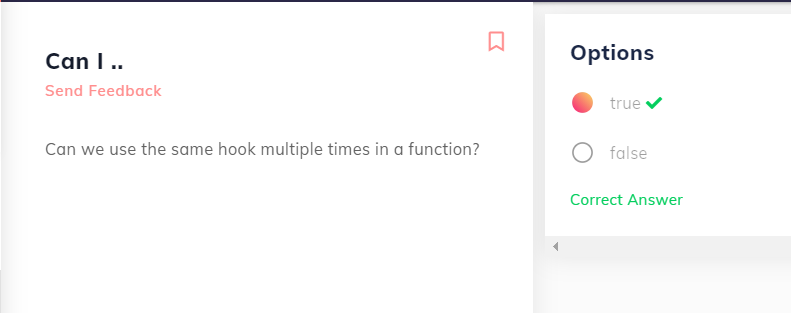 Can I ..
Send Feedback
Can we use the same hook multiple times in a function?
Options
true
false
Correct Answer